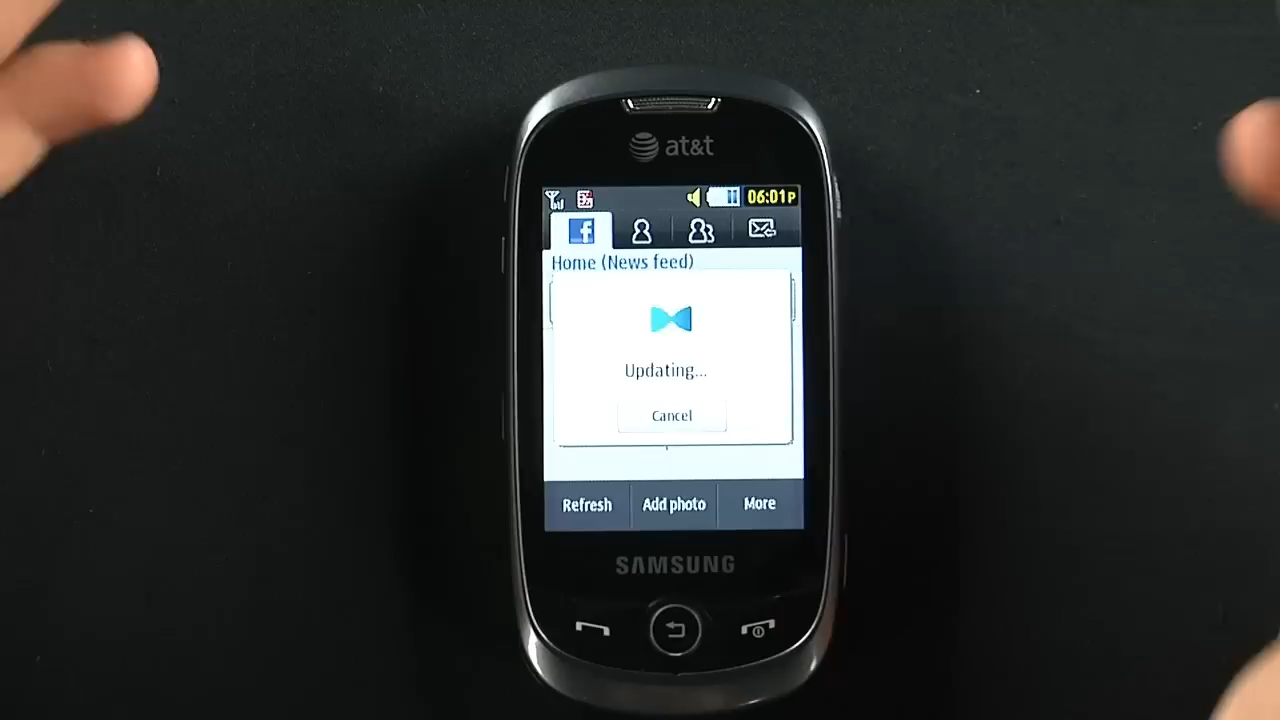 at&t
06:01P
f
Home (News feed)
Updating...
Cancel
Refresh
Add photo
More
SAMSUNG